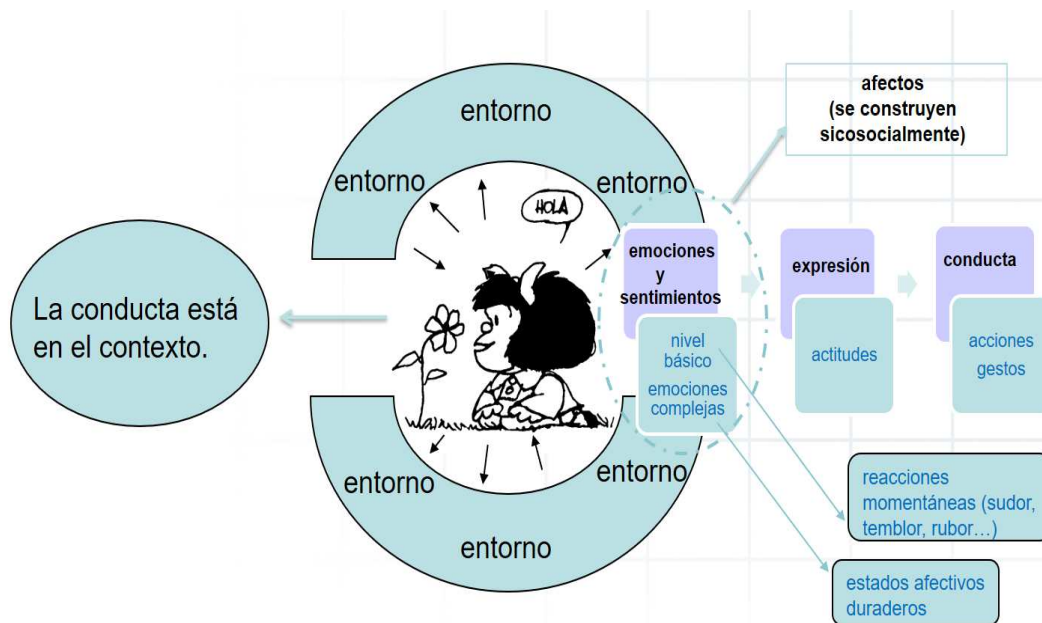 entorno
entorno
entorno
HOLA
La conducta está
en el contexto.
entorno
entorno
entorno
afectos
(se construyen
sicosocialmente)
emociones
y
sentimientos
nivel
básico
emociones
complejas
expresión
actitudes
conducta
acciones
gestos
reacciones
momentáneas (sudor,
temblor, rubor…)
estados afectivos
duraderos